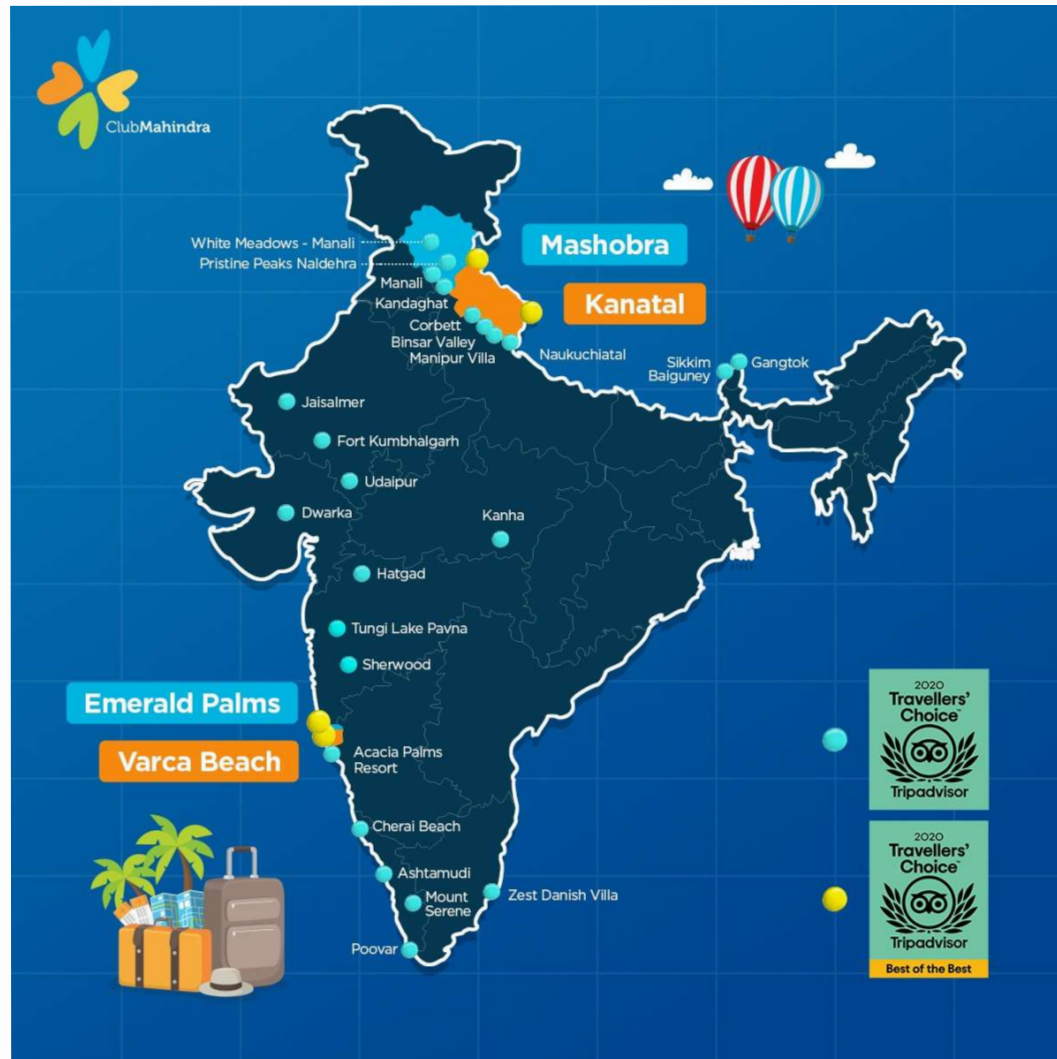 ClubMahindra
White Meadows - Manali
Pristine Peaks Naldehra
Mashobra
Manali
Kandaghat
Kanatal
Corbett
Binsar Valley
Manipur Villa
Naukuchiatal
Sikkim
Baiguney
Gangtok
Jaisalmer
Fort Kumbhalgarh
Udaipur
Dwarka
Kanha
Hatgad
Tungi Lake Pavna
Sherwood
Emerald Palms
Varca Beach
Acacia Palms
Resort
Cherai Beach
Ashtamudi
Mount
Serene
Zest Danish Villa
Poovar
2020
Travellers'
Choice™
Tripadvisor
2020
Travellers'
Choice™
Tripadvisor
Best of the Best